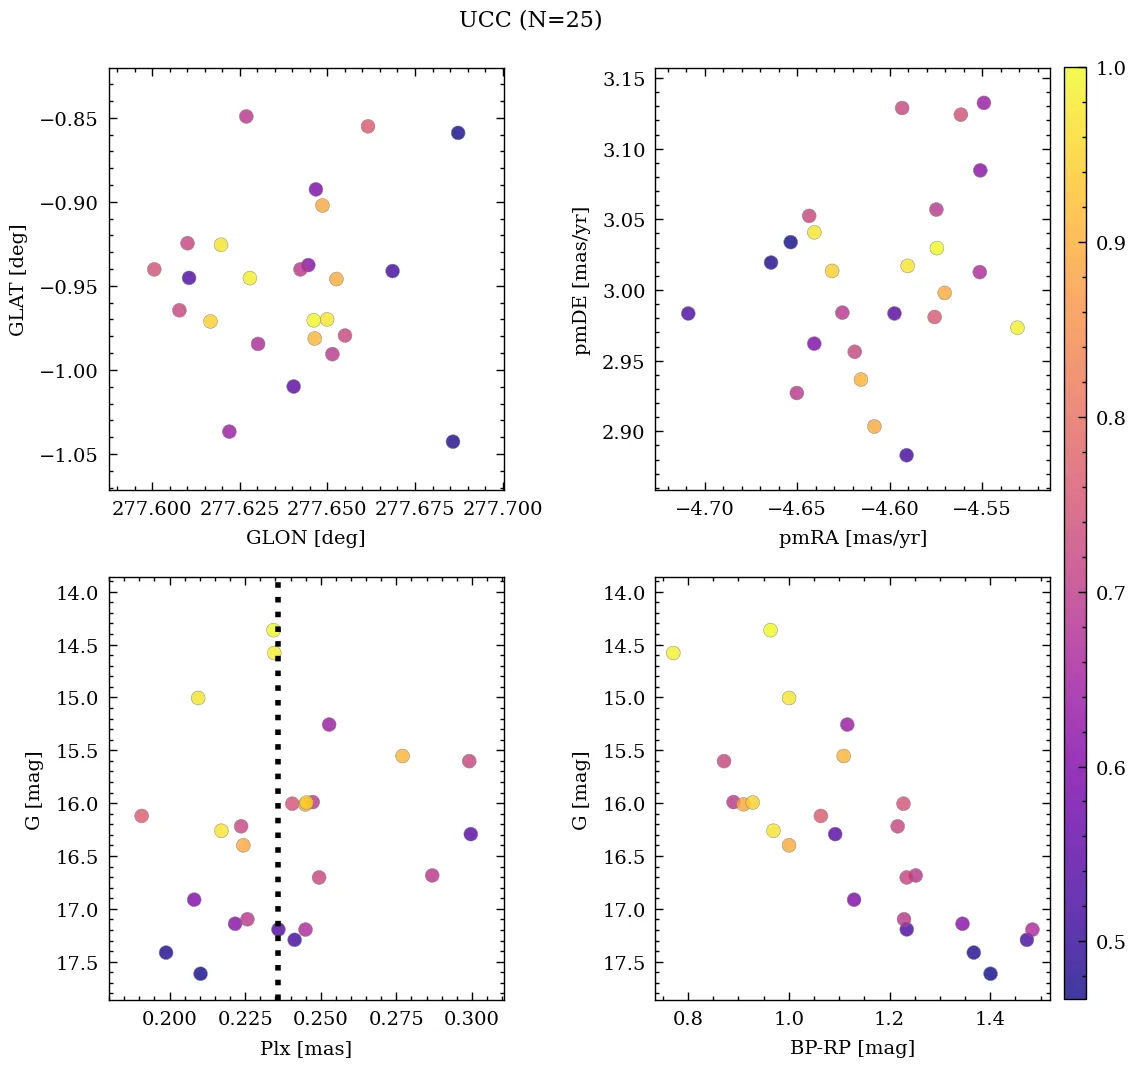 UCC (N=25)
−0.85
−0.90
−0.95
−1.00
−1.05
GLAT [deg]
277.600 277.625 277.650 277.675 277.700
GLON [deg]
3.15
3.10
3.05
3.00
2.95
2.90
pmDE [mas/yr]
−4.70 −4.65 −4.60 −4.55
pmRA [mas/yr]
14.0
14.5
15.0
15.5
16.0
16.5
17.0
17.5
G [mag]
0.200 0.225 0.250 0.275 0.300
Plx [mas]
14.0
14.5
15.0
15.5
16.0
16.5
17.0
17.5
G [mag]
0.8 1.0 1.2 1.4
BP-RP [mag]
1.0
0.9
0.8
0.7
0.6
0.5